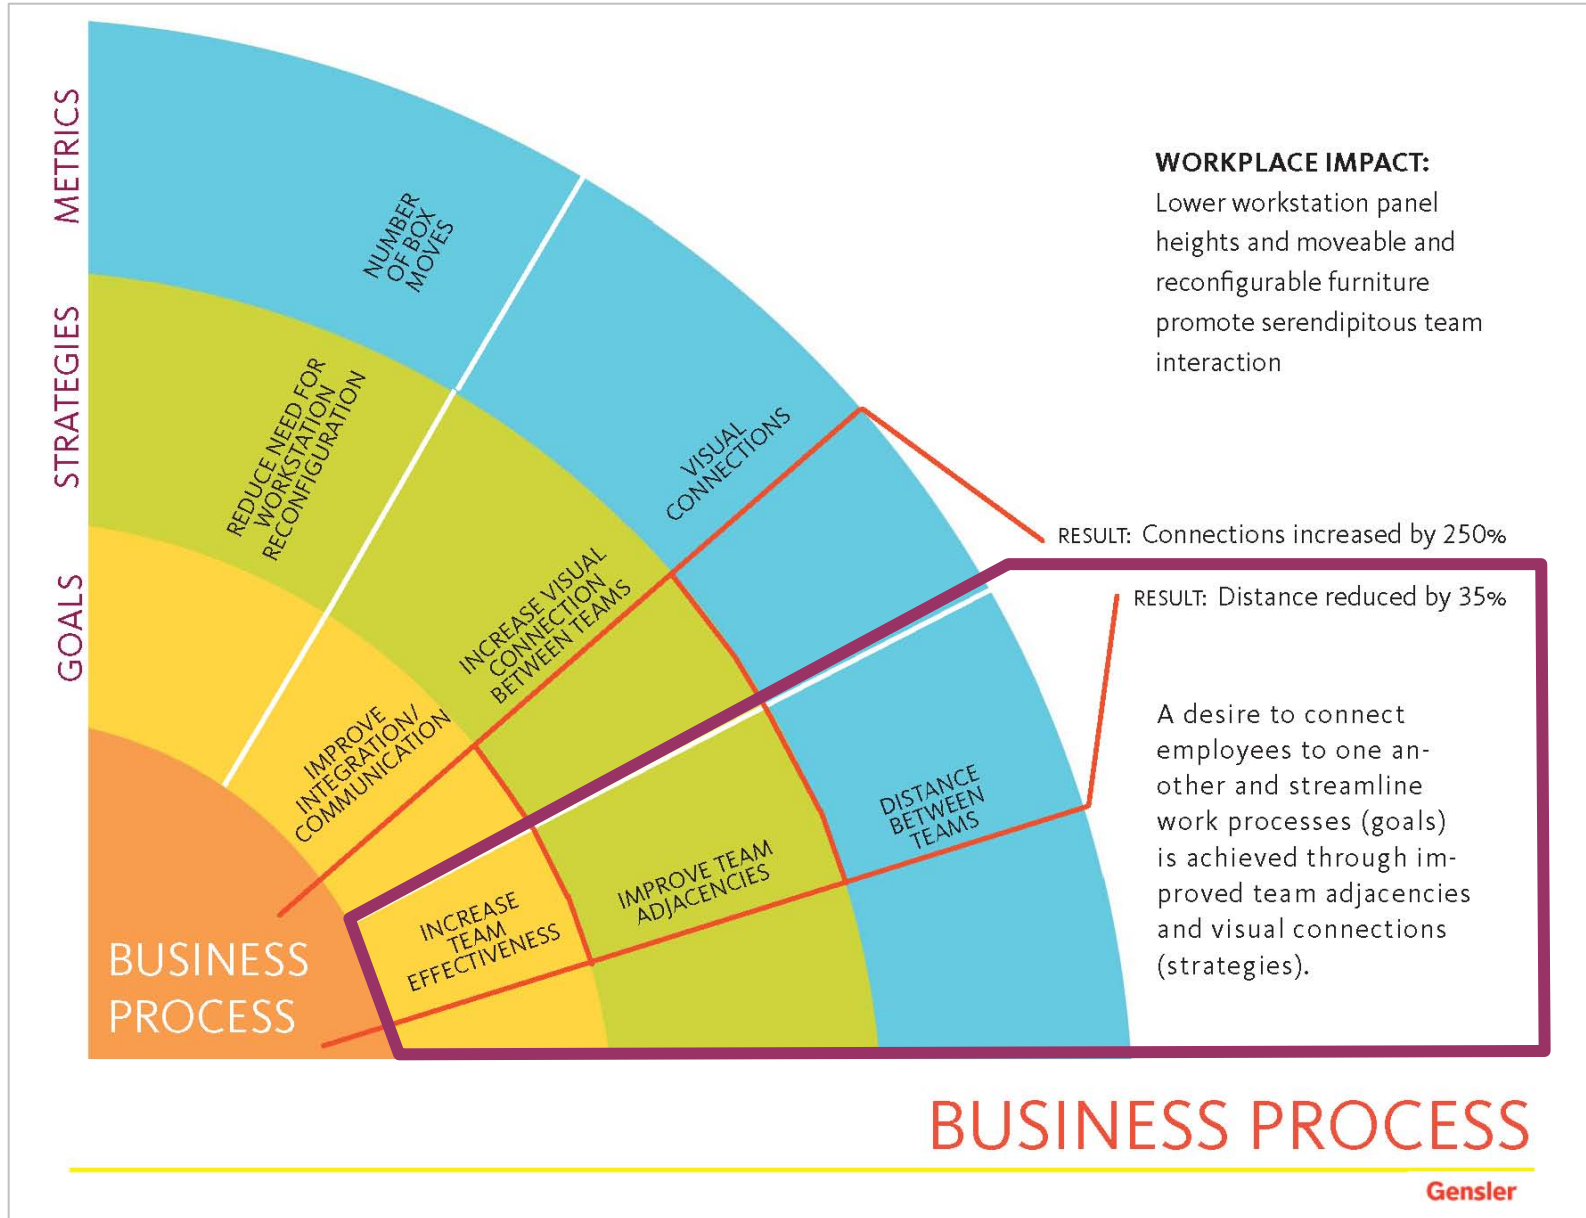 METRICS
STRATEGIES
GOALS
NUMBER
OF BOX
MOVES
REDUCE NEED FOR
WORKSTATION
RECONFIGURATION
VISUAL
CONNECTIONS
INCREASE VISUAL
CONNECTION
BETWEEN TEAMS
IMPROVE
INTEGRATION/
COMMUNICATION
DISTANCE
BETWEEN
TEAMS
IMPROVE TEAM
ADJACENCIES
INCREASE
TEAM
EFFECTIVENESS
BUSINESS
PROCESS
WORKPLACE IMPACT:
Lower workstation panel
heights and moveable and
reconfigurable furniture
promote serendipitous team
interaction
RESULT: Connections increased by 250%
RESULT: Distance reduced by 35%
A desire to connect
employees to one an-
other and streamline
work processes (goals)
is achieved through im-
proved team adjacencies
and visual connections
(strategies).
BUSINESS PROCESS
Gensler